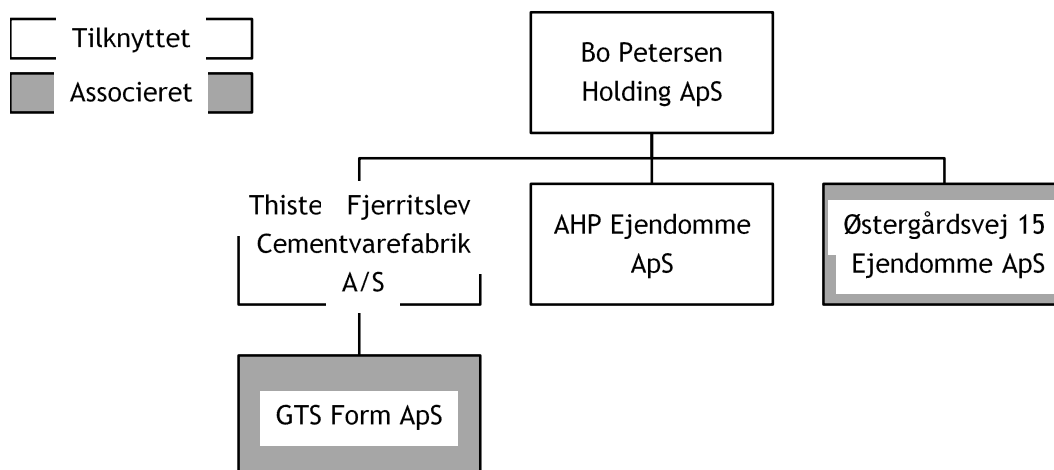 Tilknyttet
Associeret
Bo Petersen
Holding ApS
Thiste Fjerritslev
Cementvarefabrik
A/S
AHP Ejendomme
ApS
Østergårdsvej 15
Ejendomme ApS
GTS Form ApS